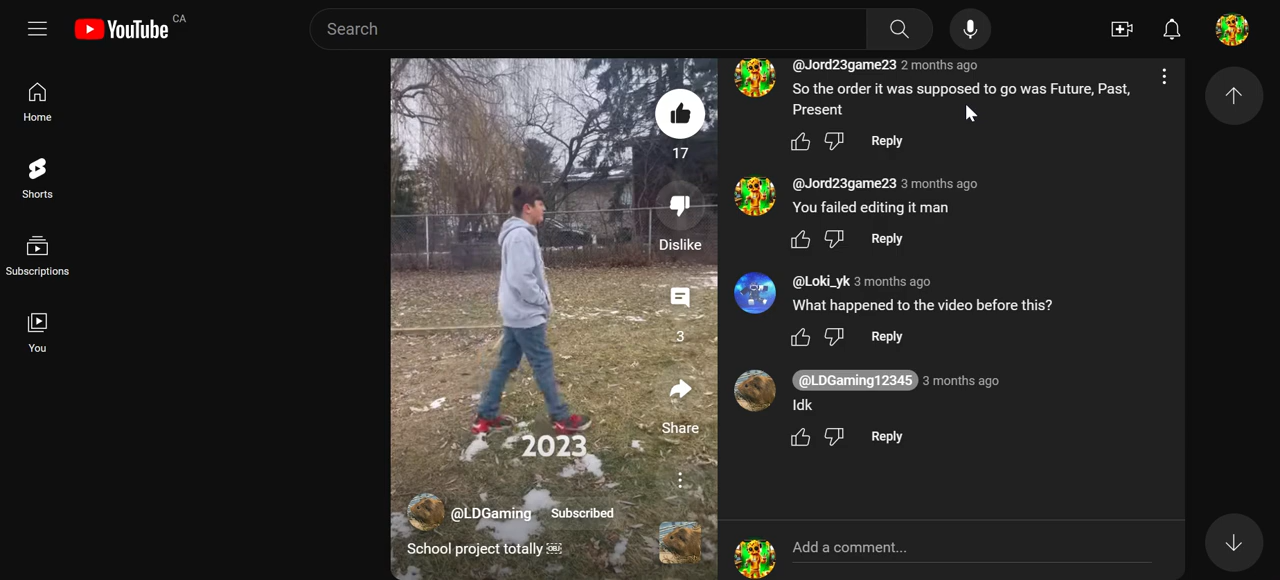 YouTube CA
Search
Home
Shorts
Subscriptions
You
17
Dislike
3
Share
2023
@LDGaming Subscribed
School project totally OBJ
@Jord23game23 2 months ago
So the order it was supposed to go was Future, Past,
Present
Reply
@Jord23game23 3 months ago
You failed editing it man
Reply
@Loki_yk 3 months ago
What happened to the video before this?
Reply
@LDGaming12345 3 months ago
Idk
Reply
Add a comment...